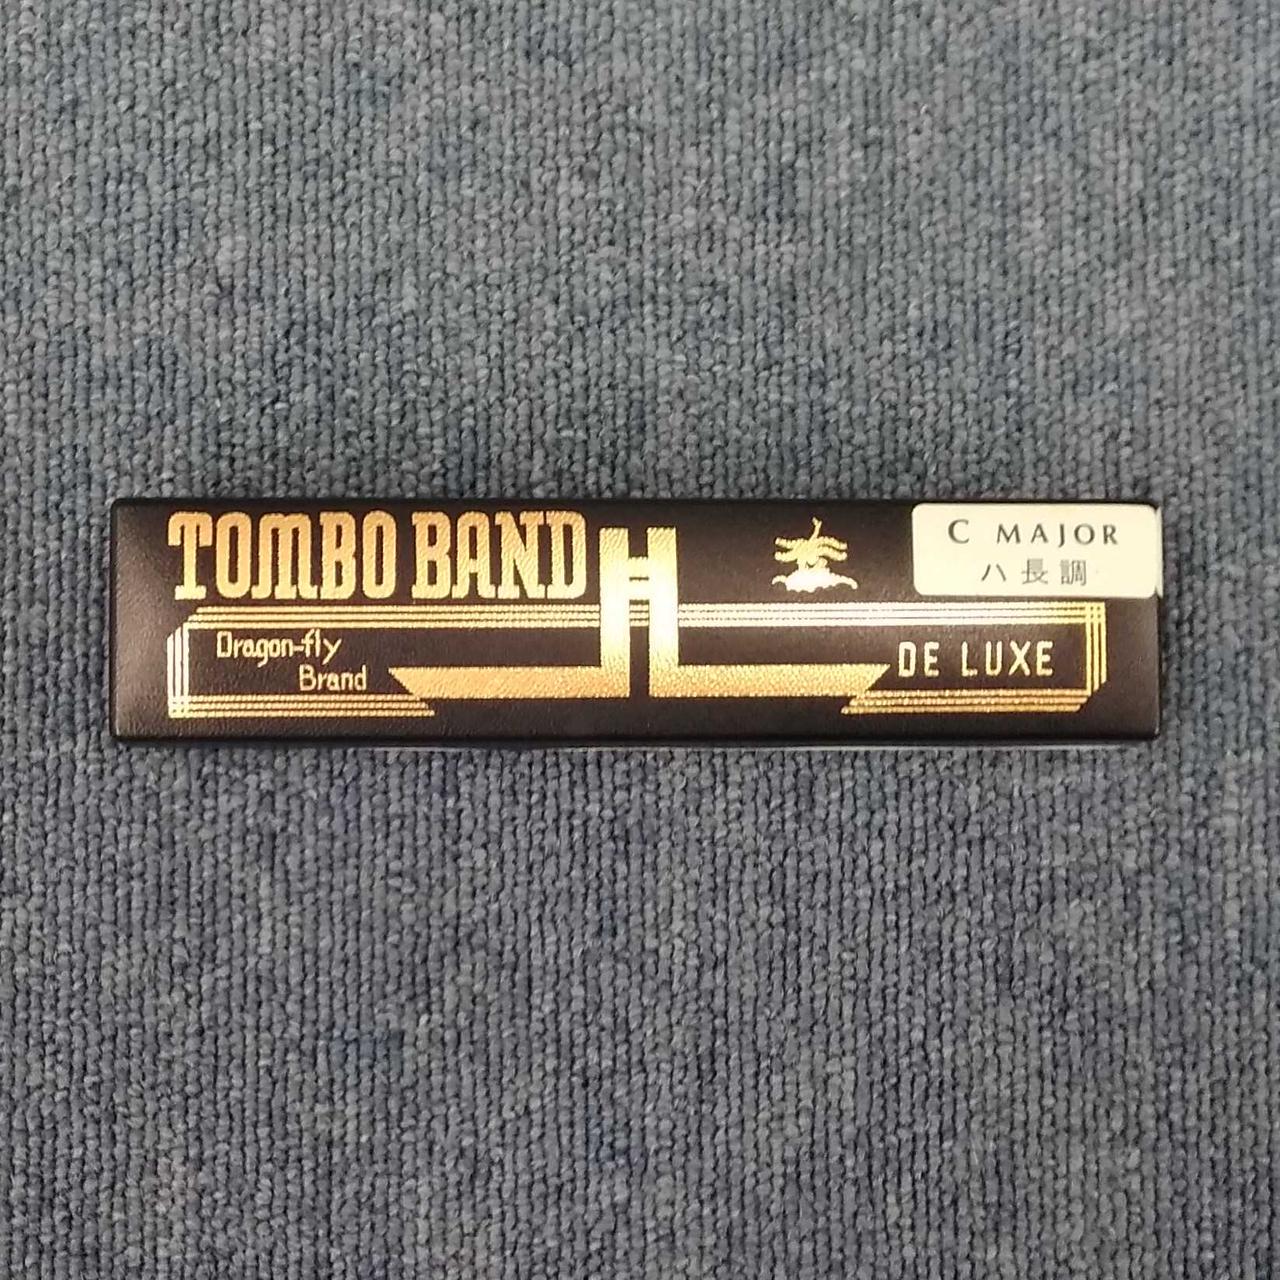 TOMBO BAND
C MAJOR
ハ長調
Dragon-fly
Brand
DE LUXE